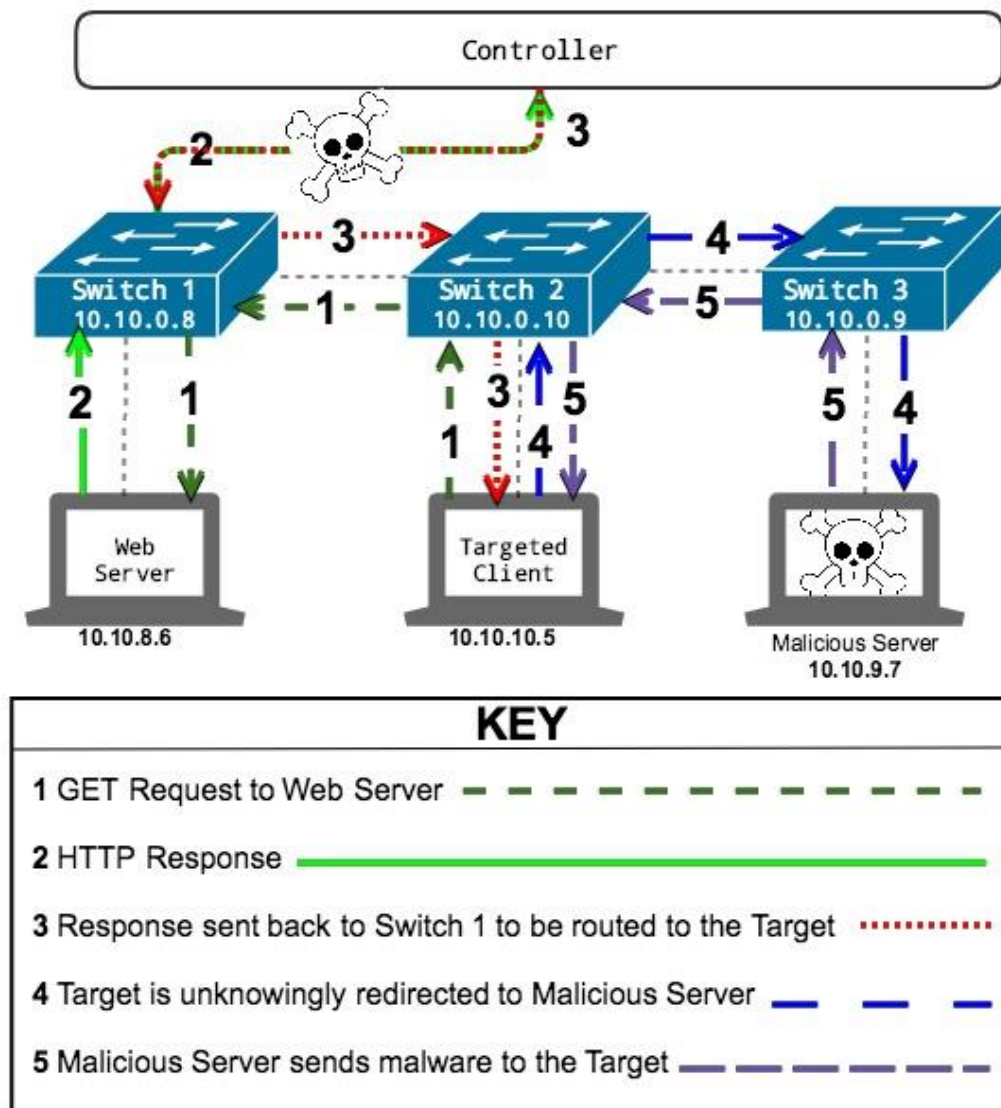 Controller
2
3
3
4
Switch 1
10.10.0.8
1
Switch 2
10.10.0.10
5
Switch 3
10.10.0.9
2
1
1
3
4
5
5
4
Web
Server
Targeted
Client
10.10.8.6
10.10.10.5
Malicious Server
10.10.9.7
KEY
1 GET Request to Web Server
2 HTTP Response
3 Response sent back to Switch 1 to be routed to the Target
4 Target is unknowingly redirected to Malicious Server
5 Malicious Server sends malware to the Target